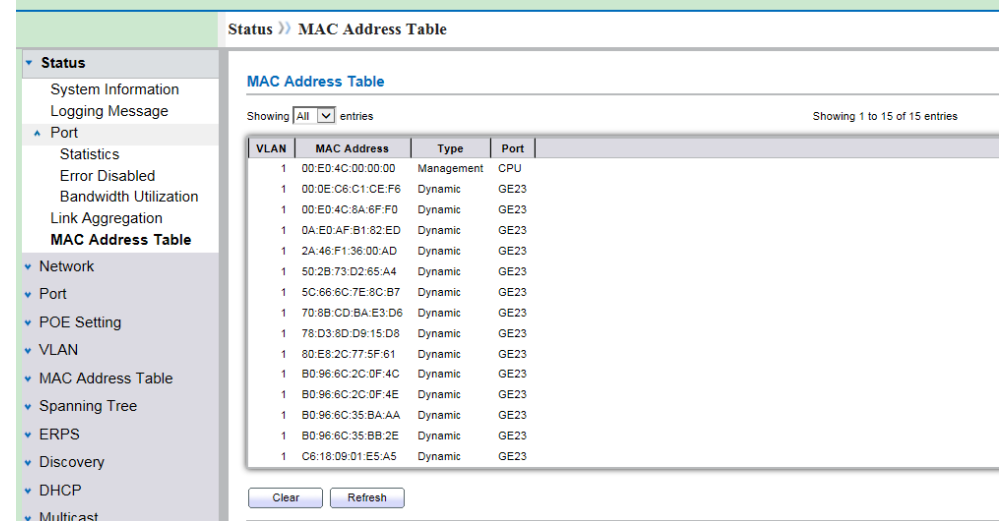 Status 》 MAC Address Table
Status
System Information
Logging Message
Port
Statistics
Error Disabled
Bandwidth Utilization
Link Aggregation
MAC Address Table
Network
Port
POE Setting
VLAN
MAC Address Table
Spanning Tree
ERPS
Discovery
DHCP
Multicast
MAC Address Table
Showing All entries
Showing 1 to 15 of 15 entries
VLAN MAC Address Type Port
1 00:E0:4C:00:00:00 Management CPU
1 00:0E:C6:C1:CE:F6 Dynamic GE23
1 00:E0:4C:8A:6F:F0 Dynamic GE23
1 0A:E0:AF:B1:82:ED Dynamic GE23
1 2A:46:F1:36:00:AD Dynamic GE23
1 50:2B:73:D2:65:A4 Dynamic GE23
1 5C:66:6C:7E:8C:B7 Dynamic GE23
1 70:8B:CD:BA:E3:D6 Dynamic GE23
1 78:D3:8D:D9:15:D8 Dynamic GE23
1 80:E8:2C:77:5F:61 Dynamic GE23
1 B0:96:6C:2C:0F:4C Dynamic GE23
1 B0:96:6C:2C:0F:4E Dynamic GE23
1 B0:96:6C:35:BA:AA Dynamic GE23
1 B0:96:6C:35:BB:2E Dynamic GE23
1 C6:18:09:01:E5:A5 Dynamic GE23
Clear Refresh